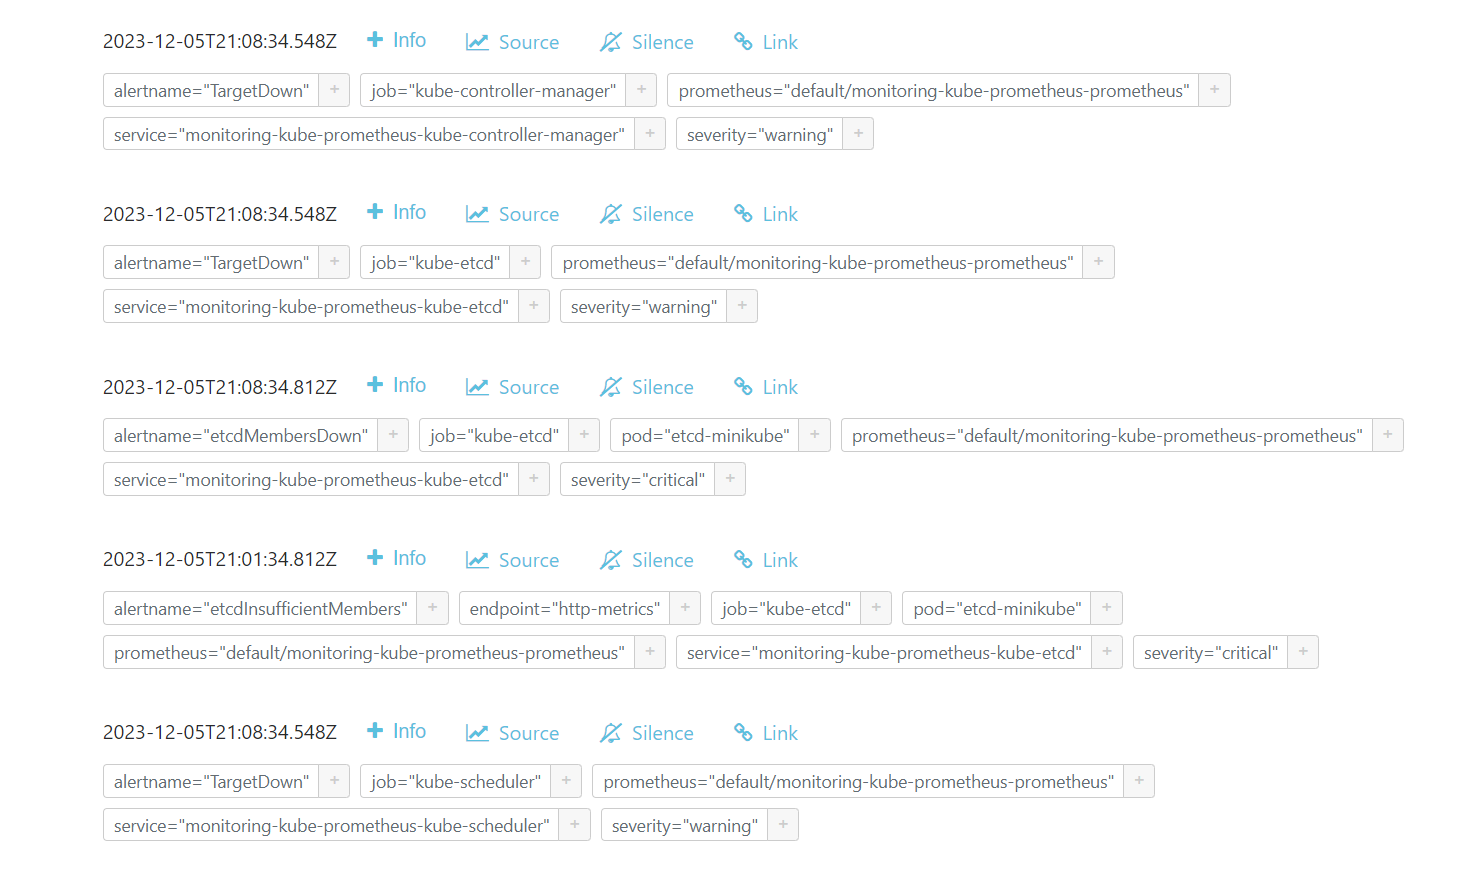 2023-12-05T21:08:34.548Z + Info Source Silence Link
alertname="TargetDown" + job="kube-controller-manager" + prometheus="default/monitoring-kube-prometheus-prometheus" +
service="monitoring-kube-prometheus-kube-controller-manager" + severity="warning" +
2023-12-05T21:08:34.548Z + Info Source Silence Link
alertname="TargetDown" + job="kube-etcd" + prometheus="default/monitoring-kube-prometheus-prometheus" +
service="monitoring-kube-prometheus-kube-etcd" + severity="warning" +
2023-12-05T21:08:34.812Z + Info Source Silence Link
alertname="etcdMembersDown" + job="kube-etcd" + pod="etcd-minikube" + prometheus="default/monitoring-kube-prometheus-prometheus" +
service="monitoring-kube-prometheus-kube-etcd" + severity="critical" +
2023-12-05T21:01:34.812Z + Info Source Silence Link
alertname="etcdInsufficientMembers" + endpoint="http-metrics" + job="kube-etcd" + pod="etcd-minikube" +
prometheus="default/monitoring-kube-prometheus-prometheus" + service="monitoring-kube-prometheus-kube-etcd" + severity="critical" +
2023-12-05T21:08:34.548Z + Info Source Silence Link
alertname="TargetDown" + job="kube-scheduler" + prometheus="default/monitoring-kube-prometheus-prometheus" +
service="monitoring-kube-prometheus-kube-scheduler" + severity="warning" +